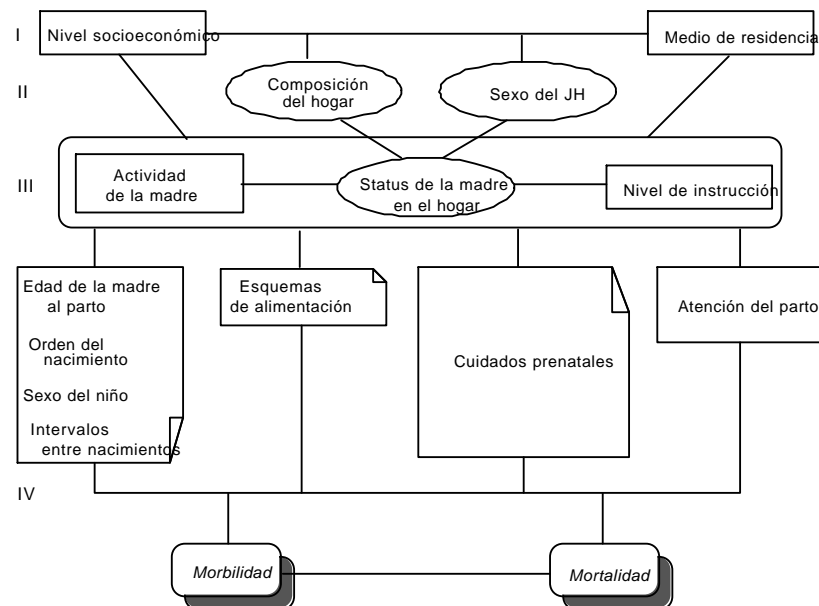 I
Nivel socioeconómico
Medio de residencia
II
Composición
del hogar
Sexo del JH
III
Actividad
de la madre
Status de la madre
en el hogar
Nivel de instrucción
Edad de la madre
al parto
Orden del
nacimiento
Sexo del niño
Intervalos
entre nacimientos
Esquemas
de alimentación
Cuidados prenatales
Atención del parto
IV
Morbilidad
Mortalidad